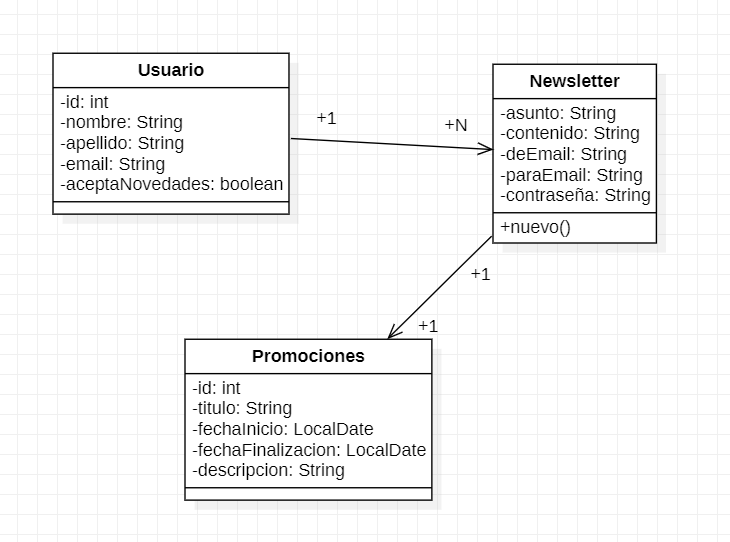 Usuario
-id: int
-nombre: String
-apellido: String
-email: String
-aceptaNovedades: boolean
+1
+N
Newsletter
-asunto: String
-contenido: String
-deEmail: String
-paraEmail: String
-contraseña: String
+nuevo()
+1
+1
Promociones
-id: int
-titulo: String
-fechaInicio: LocalDate
-fechaFinalizacion: LocalDate
-descripcion: String